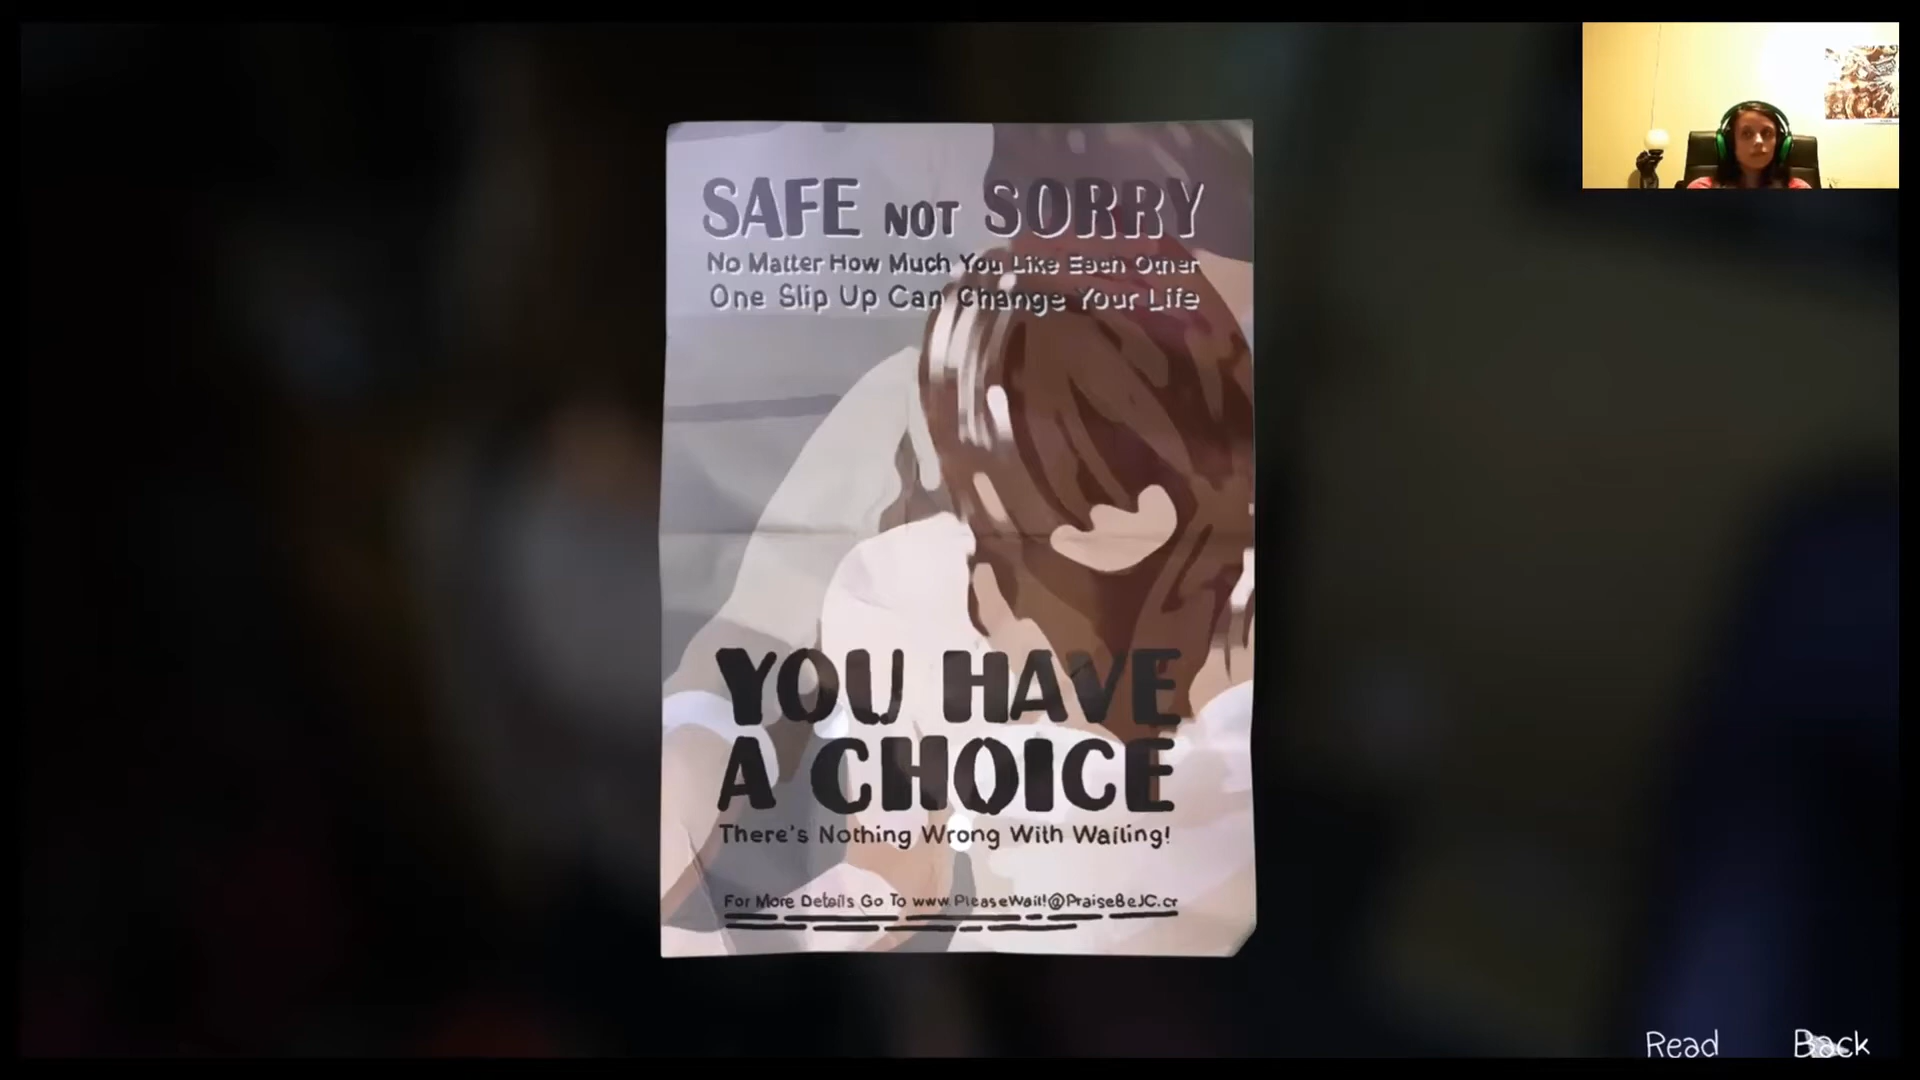 SAFE NOT SORRY
No Matter How Much You Like Each Other
One Slip Up Can Change Your Life
YOU HAVE
A CHOICE
There's Nothing Wrong With Waiting!
For More Details Go To www.PleaseWait!@PraiseBeJC.cr
Read
Back